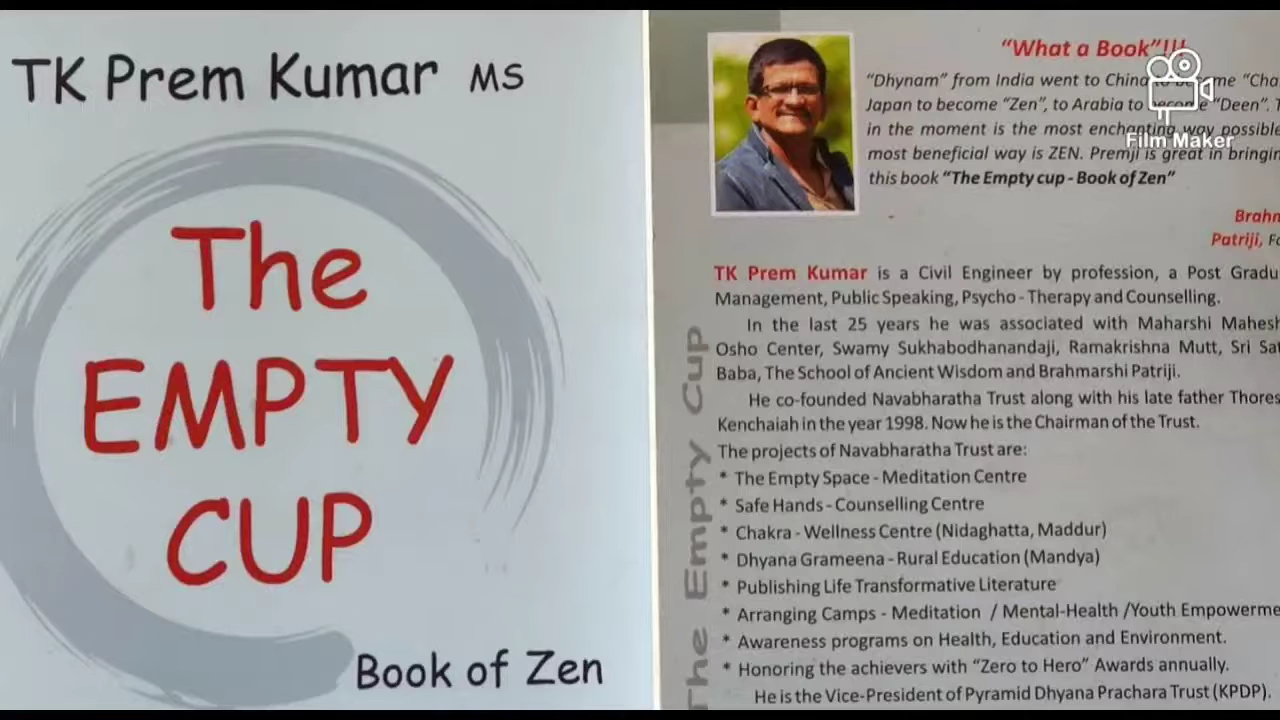 TK Prem Kumar MS
The
EMPTY
CUP
Book of Zen
The Empty Cup
"What a Book"!!!
"Dhynam" from India went to China to become "Cha
Japan to become "Zen", to Arabia to become "Deen". T
in the moment is the most enchanting way possible
most beneficial way is ZEN. Premji is great in bringin
this book "The Empty cup - Book of Zen"
Brahm
Patriji, Fo
TK Prem Kumar is a Civil Engineer by profession, a Post Gradu
Management, Public Speaking, Psycho - Therapy and Counselling.
In the last 25 years he was associated with Maharshi Mahesh
Osho Center, Swamy Sukhabodhanandaji, Ramakrishna Mutt, Sri Sat
Baba, The School of Ancient Wisdom and Brahmarshi Patriji.
He co-founded Navabharatha Trust along with his late father Thores
Kenchaiah in the year 1998. Now he is the Chairman of the Trust.
The projects of Navabharatha Trust are:
* The Empty Space - Meditation Centre
* Safe Hands - Counselling Centre
* Chakra - Wellness Centre (Nidaghatta, Maddur)
* Dhyana Grameena - Rural Education (Mandya)
* Publishing Life Transformative Literature
* Arranging Camps - Meditation / Mental-Health /Youth Empowerme
* Awareness programs on Health, Education and Environment.
* Honoring the achievers with "Zero to Hero" Awards annually.
He is the Vice-President of Pyramid Dhyana Prachara Trust (KPDP).
Film Maker